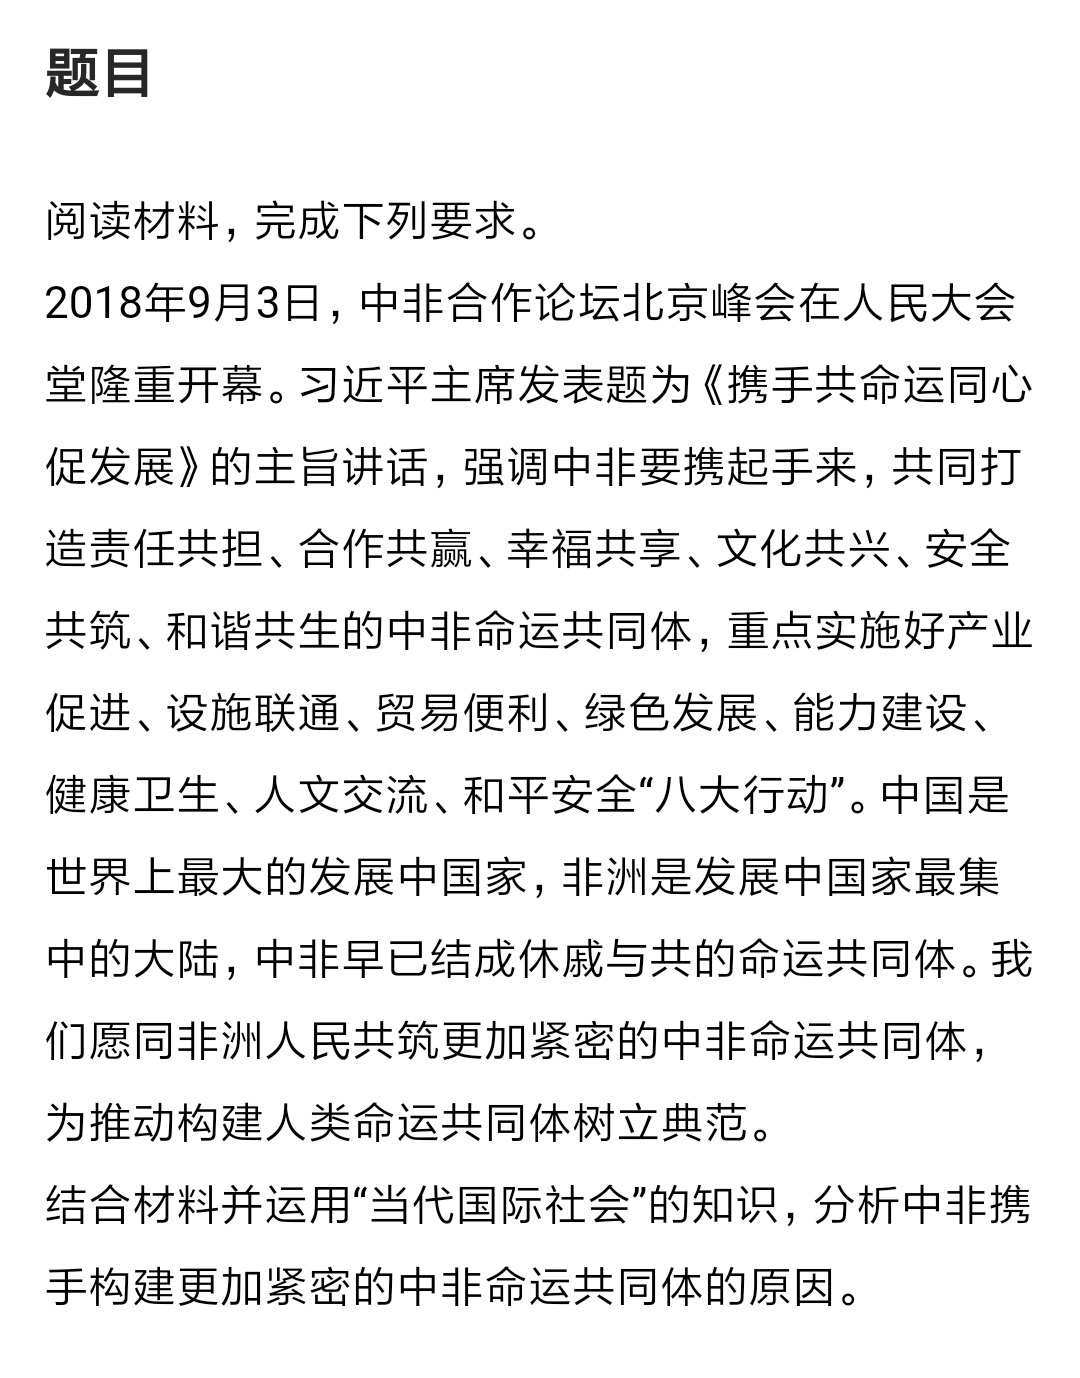 题目
阅读材料，完成下列要求。
2018年9月3日，中非合作论坛北京峰会在人民大会
堂隆重开幕。习近平主席发表题为《携手共命运同心
促发展》的主旨讲话，强调中非要携起手来，共同打
造责任共担、合作共赢、幸福共享、文化共兴、安全
共筑、和谐共生的中非命运共同体，重点实施好产业
促进、设施联通、贸易便利、绿色发展、能力建设、
健康卫生、人文交流、和平安全“八大行动”。中国是
世界上最大的发展中国家，非洲是发展中国家最集
中的大陆，中非早已结成休戚与共的命运共同体。我
们愿同非洲人民共筑更加紧密的中非命运共同体，
为推动构建人类命运共同体树立典范。
结合材料并运用“当代国际社会”的知识，分析中非携
手构建更加紧密的中非命运共同体的原因。